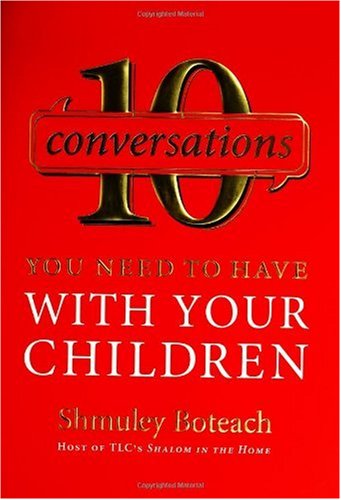 10
conversations
YOU NEED TO HAVE
WITH YOUR
CHILDREN
Shmuley Boteach
HOST OF TLC'S SHALOM IN THE HOME